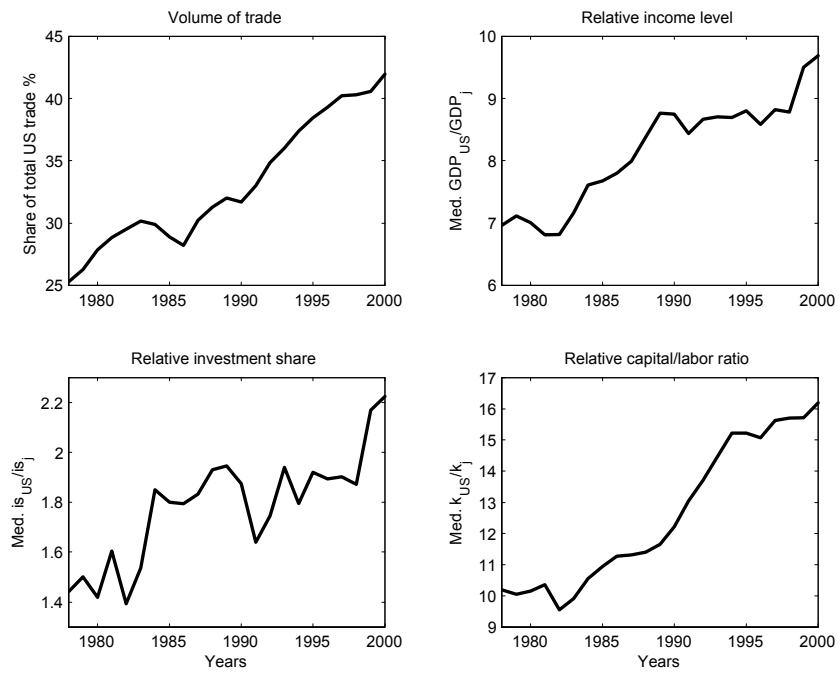 Volume of trade
Share of total US trade %
45
40
35
30
25
1980 1985 1990 1995 2000
Relative income level
Med. GDP_US/GDP_j
10
9
8
7
6
1980 1985 1990 1995 2000
Relative investment share
Med. is_US/is_j
2.2
2
1.8
1.6
1.4
1980 1985 1990 1995 2000
Years
Relative capital/labor ratio
Med. k_US/k_j
17
16
15
14
13
12
11
10
9
1980 1985 1990 1995 2000
Years